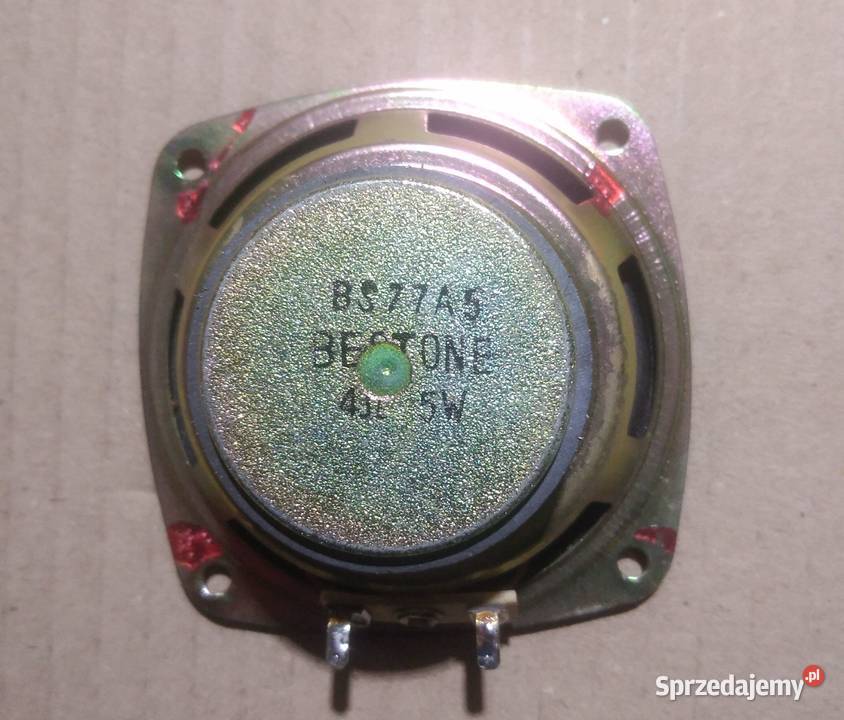 BS77A5
BESTONE
4Ω 5W
Sprzedajemy.pl